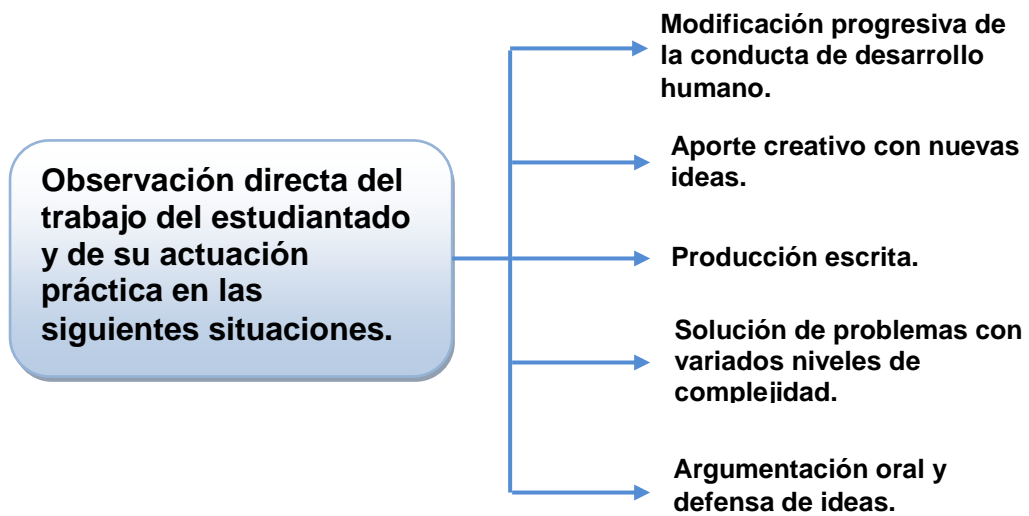 Observación directa del
trabajo del estudiantado
y de su actuación
práctica en las
siguientes situaciones.
Modificación progresiva de
la conducta de desarrollo
humano.
Aporte creativo con nuevas
ideas.
Producción escrita.
Solución de problemas con
variados niveles de
complejidad.
Argumentación oral y
defensa de ideas.